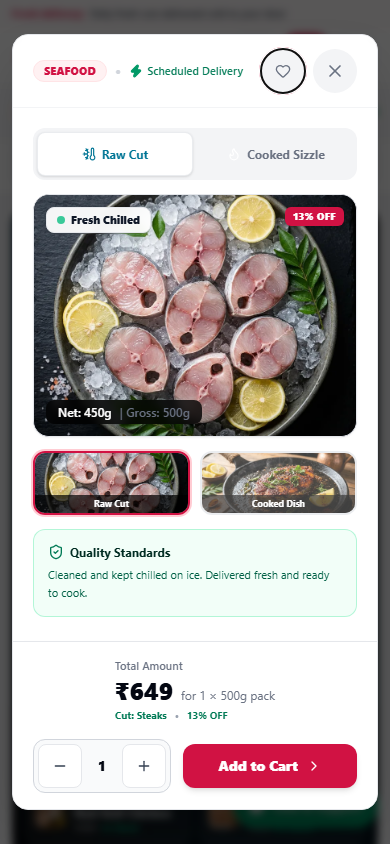 SEAFOOD • Scheduled Delivery
Raw Cut
Cooked Sizzle
Fresh Chilled
13% OFF
Net: 450g | Gross: 500g
Raw Cut
Cooked Dish
Quality Standards
Cleaned and kept chilled on ice. Delivered fresh and ready
to cook.
Total Amount
₹649 for 1 × 500g pack
Cut: Steaks • 13% OFF
− 1 +
Add to Cart